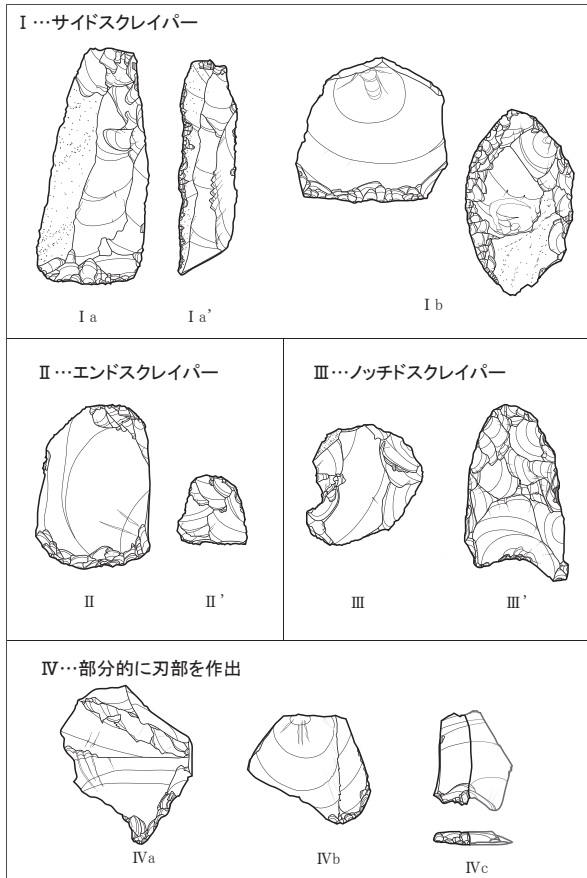 Ⅰ…サイドスクレイパー
Ⅰa
Ⅰa’
Ⅰb
Ⅱ…エンドスクレイパー
Ⅱ
Ⅱ’
Ⅲ…ノッチドスクレイパー
Ⅲ
Ⅲ’
Ⅳ…部分的に刃部を作出
Ⅳa
Ⅳb
Ⅳc